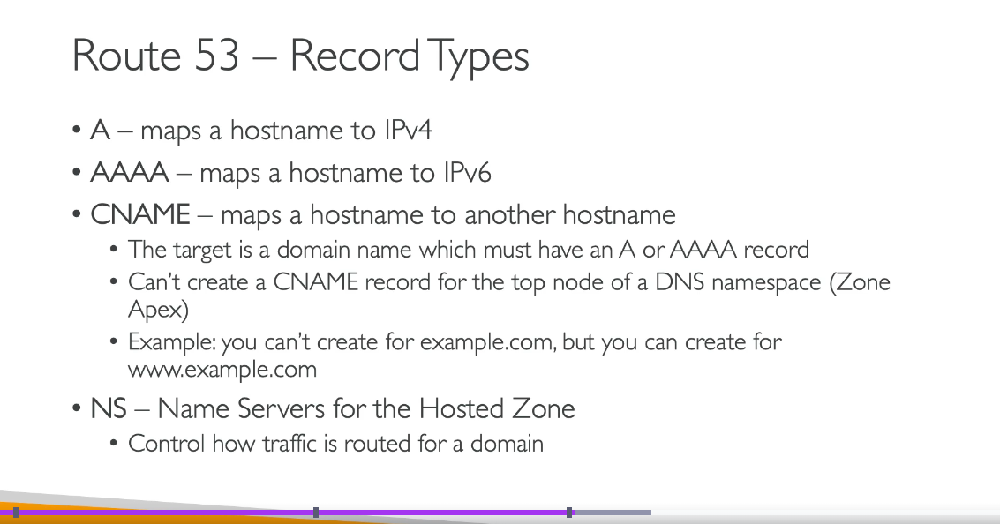 Route 53 – Record Types
• A – maps a hostname to IPv4
• AAAA – maps a hostname to IPv6
• CNAME – maps a hostname to another hostname
• The target is a domain name which must have an A or AAAA record
• Can't create a CNAME record for the top node of a DNS namespace (Zone
Apex)
• Example: you can't create for example.com, but you can create for
www.example.com
• NS – Name Servers for the Hosted Zone
• Control how traffic is routed for a domain